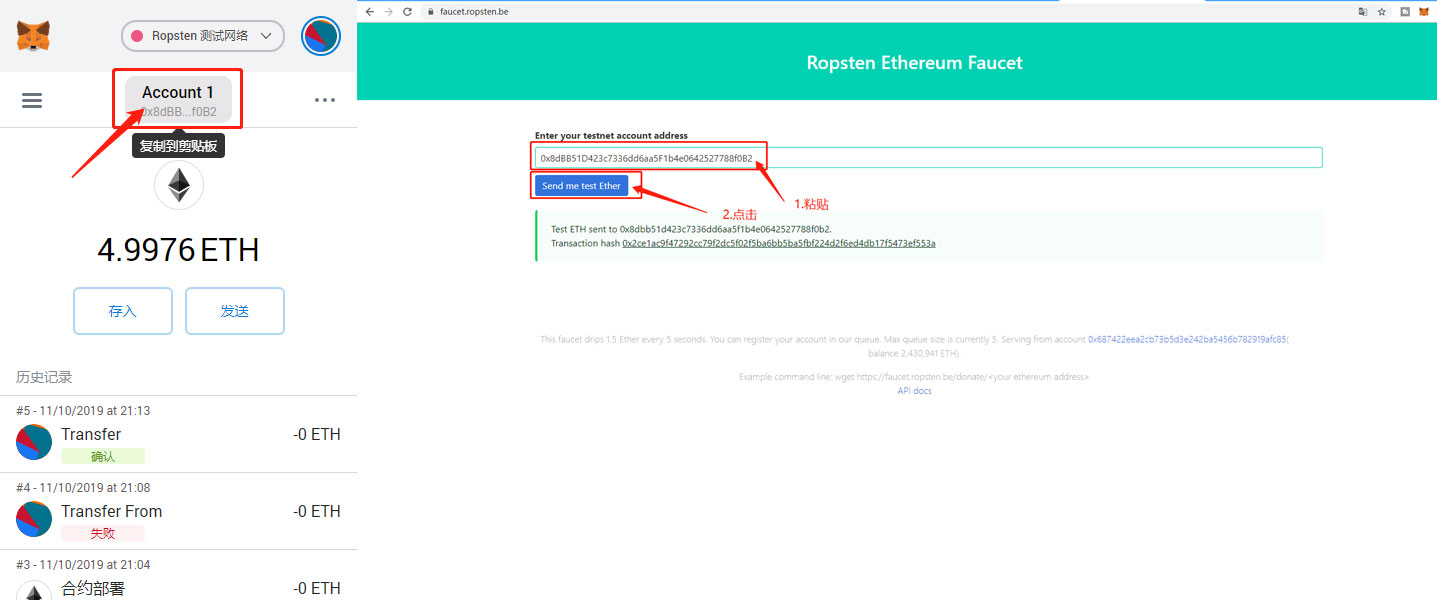 Ropsten 测试网络
Account 1
0x8dBB...f0B2
复制到剪贴板
4.9976 ETH
存入
发送
历史记录
#5 - 11/10/2019 at 21:13
Transfer
-0 ETH
确认
#4 - 11/10/2019 at 21:08
Transfer From
-0 ETH
失败
#3 - 11/10/2019 at 21:04
合约部署
-0 ETH
faucet.ropsten.be
Ropsten Ethereum Faucet
Enter your testnet account address
0x8dBB51D423c7336dd6aa5F1b4e0642527788f0B2
1.粘贴
Send me test Ether
2.点击
Test ETH sent to 0x8dbb51d423c7336dd6aa5f1b4e0642527788f0b2.
Transaction hash 0x2ce1ac9f47292cc79f2dc5f02f5ba6bb5ba5fbf224d2f6ed4db17f5473ef553a
This faucet drips 1.5 Ether every 5 seconds. You can register your account in our queue. Max queue size is currently 5. Serving from account 0x687422eea2cb73b5d3e242ba5456b782919afc85(
balance 2,430,941 ETH).
Example command line: wget https://faucet.ropsten.be/donate/<your ethereum address>
API docs